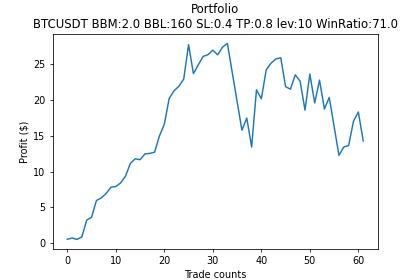 Portfolio
BTCUSDT BBM:2.0 BBL:160 SL:0.4 TP:0.8 lev:10 WinRatio:71.0
25
20
15
10
5
0
Profit ($)
0 10 20 30 40 50 60
Trade counts